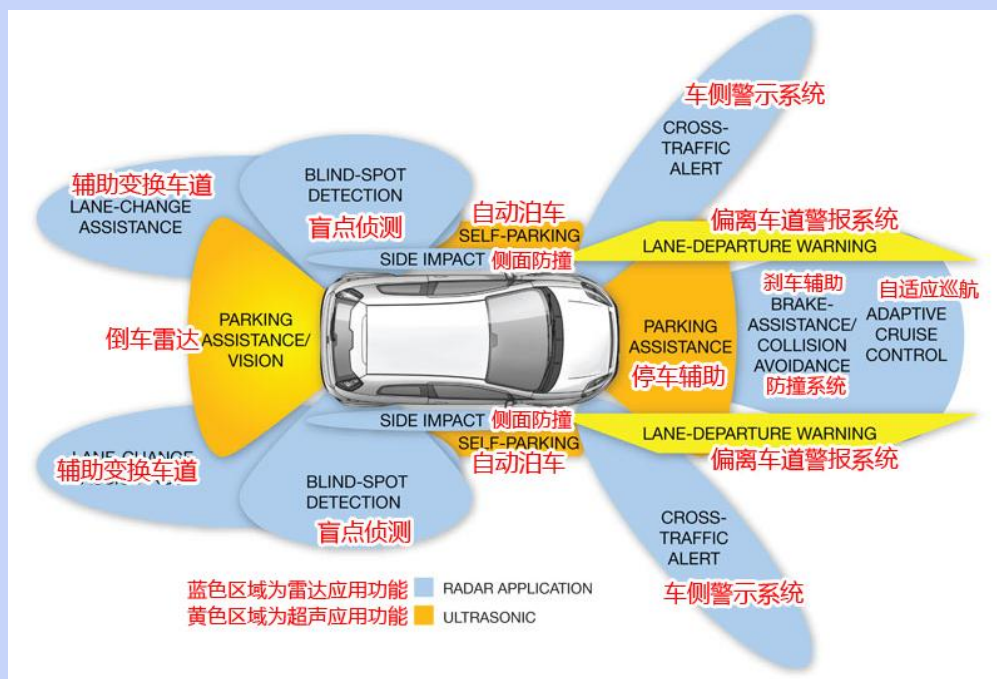 车侧警示系统
CROSS-
TRAFFIC
ALERT
BLIND-SPOT
DETECTION
盲点侦测
辅助变换车道
LANE-CHANGE
ASSISTANCE
自动泊车
SELF-PARKING
偏离车道警报系统
LANE-DEPARTURE WARNING
SIDE IMPACT 侧面防撞
倒车雷达
PARKING
ASSISTANCE/
VISION
PARKING
ASSISTANCE
停车辅助
刹车辅助
BRAKE-
ASSISTANCE/
COLLISION
AVOIDANCE
防撞系统
自适应巡航
ADAPTIVE
CRUISE
CONTROL
SIDE IMPACT 侧面防撞
SELF-PARKING
自动泊车
LANE-DEPARTURE WARNING
偏离车道警报系统
辅助变换车道
BLIND-SPOT
DETECTION
盲点侦测
CROSS-
TRAFFIC
ALERT
车侧警示系统
蓝色区域为雷达应用功能 RADAR APPLICATION
黄色区域为超声应用功能 ULTRASONIC